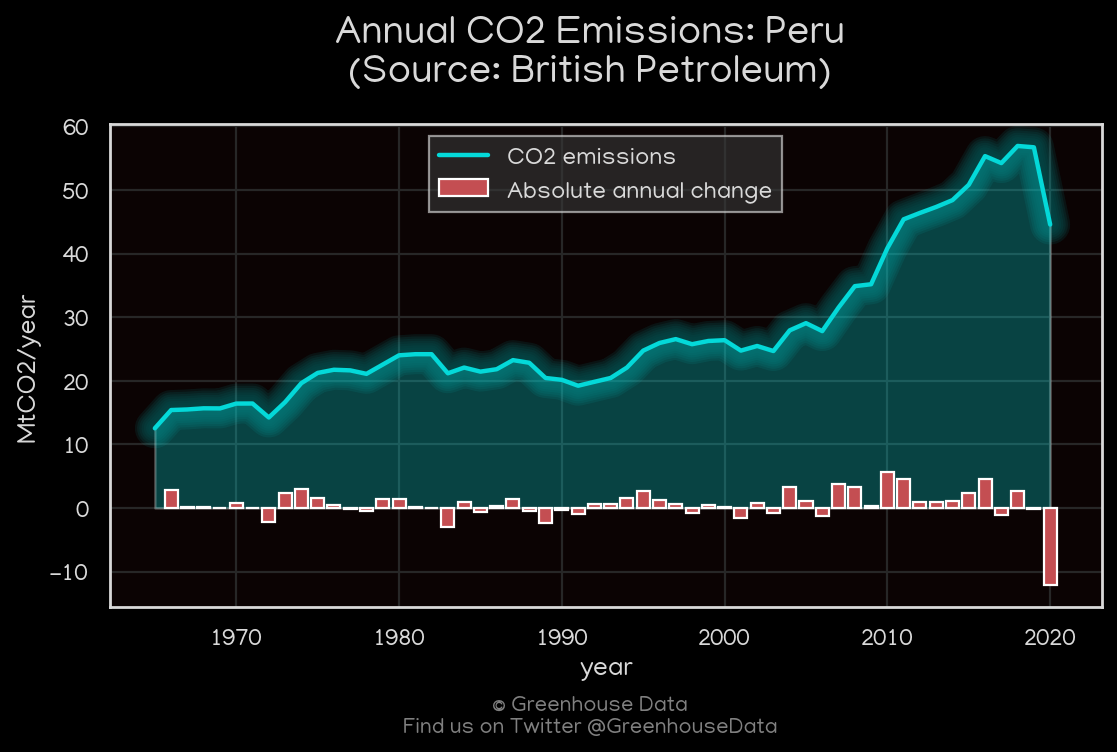 Annual CO2 Emissions: Peru
(Source: British Petroleum)
CO2 emissions
Absolute annual change
60
50
40
30
20
10
0
−10
MtCO2/year
1970 1980 1990 2000 2010 2020
year
© Greenhouse Data
Find us on Twitter @GreenhouseData